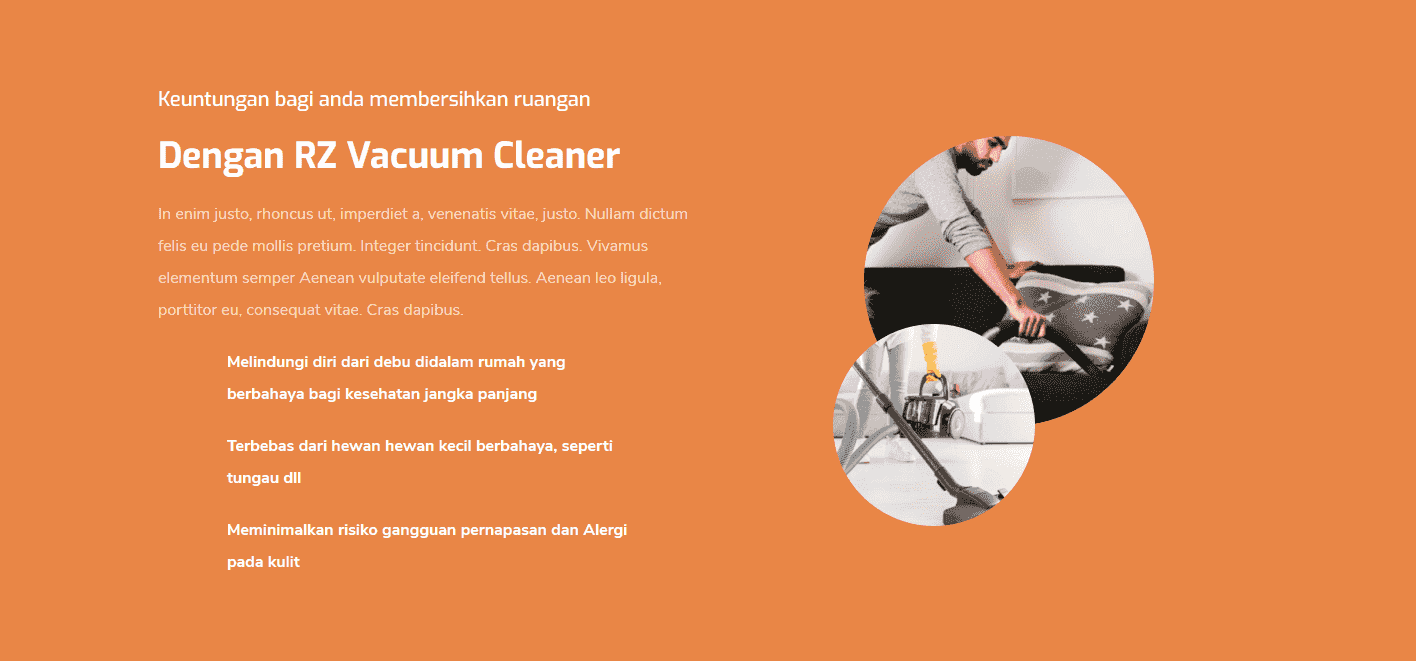 Keuntungan bagi anda membersihkan ruangan
Dengan RZ Vacuum Cleaner
In enim justo, rhoncus ut, imperdiet a, venenatis vitae, justo. Nullam dictum
felis eu pede mollis pretium. Integer tincidunt. Cras dapibus. Vivamus
elementum semper Aenean vulputate eleifend tellus. Aenean leo ligula,
porttitor eu, consequat vitae. Cras dapibus.
Melindungi diri dari debu didalam rumah yang
berbahaya bagi kesehatan jangka panjang
Terbebas dari hewan hewan kecil berbahaya, seperti
tungau dll
Meminimalkan risiko gangguan pernapasan dan Alergi
pada kulit